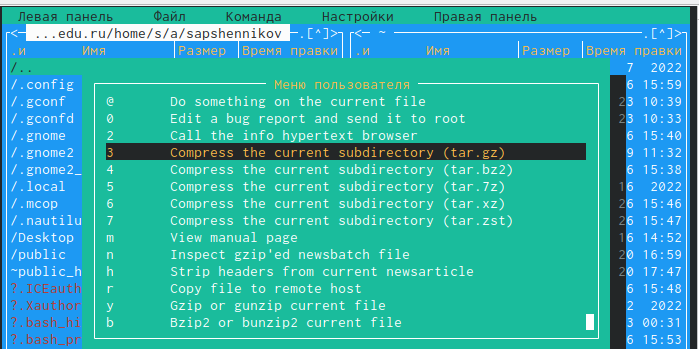 Левая панель Файл Команда Настройки Правая панель
<─ ...edu.ru/home/s/a/sapshennikov ─.[^]> <─ ~ ─.[^]>
.и Имя Размер Время правки .и Имя Размер Время правки
/.. 7 2022
/.config Меню пользователя 6 15:59
/.gconf @ Do something on the current file 23 10:39
/.gconfd 0 Edit a bug report and send it to root 23 10:33
/.gnome 2 Call the info hypertext browser 6 15:40
/.gnome2 3 Compress the current subdirectory (tar.gz) 9 11:32
/.gnome2_ 4 Compress the current subdirectory (tar.bz2) 6 15:38
/.local 5 Compress the current subdirectory (tar.7z) 16 2022
/.mcop 6 Compress the current subdirectory (tar.xz) 26 15:46
/.nautilu 7 Compress the current subdirectory (tar.zst) 26 15:47
/Desktop m View manual page 16 14:52
/public n Inspect gzip'ed newsbatch file 20 16:59
~public_h h Strip headers from current newsarticle 20 17:47
?.ICEauth r Copy file to remote host 6 15:48
?.Xauthor y Gzip or gunzip current file 2 2022
?.bash_hi b Bzip2 or bunzip2 current file 3 00:31
?.bash_pr 6 15:53